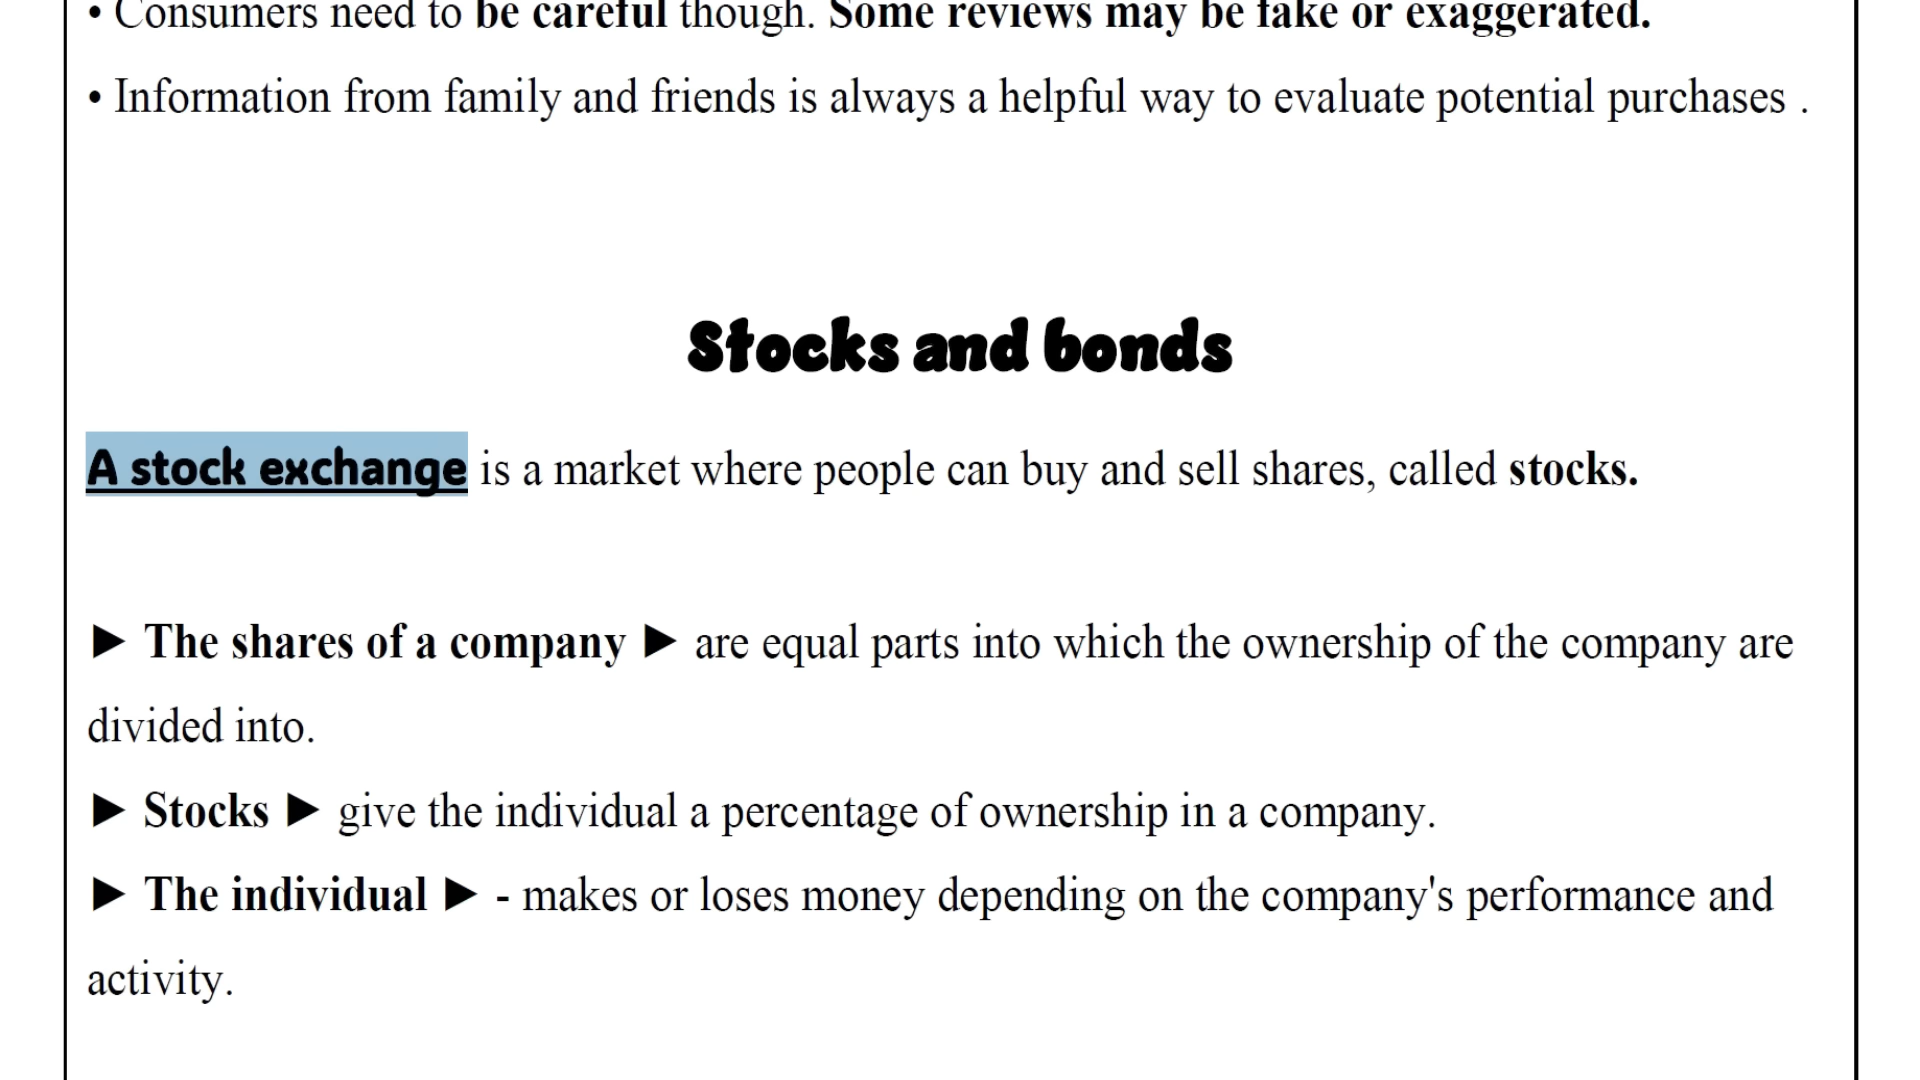 • Consumers need to be careful though. Some reviews may be fake or exaggerated.
• Information from family and friends is always a helpful way to evaluate potential purchases .
Stocks and bonds
A stock exchange is a market where people can buy and sell shares, called stocks.
► The shares of a company ► are equal parts into which the ownership of the company are
divided into.
► Stocks ► give the individual a percentage of ownership in a company.
► The individual ► - makes or loses money depending on the company's performance and
activity.